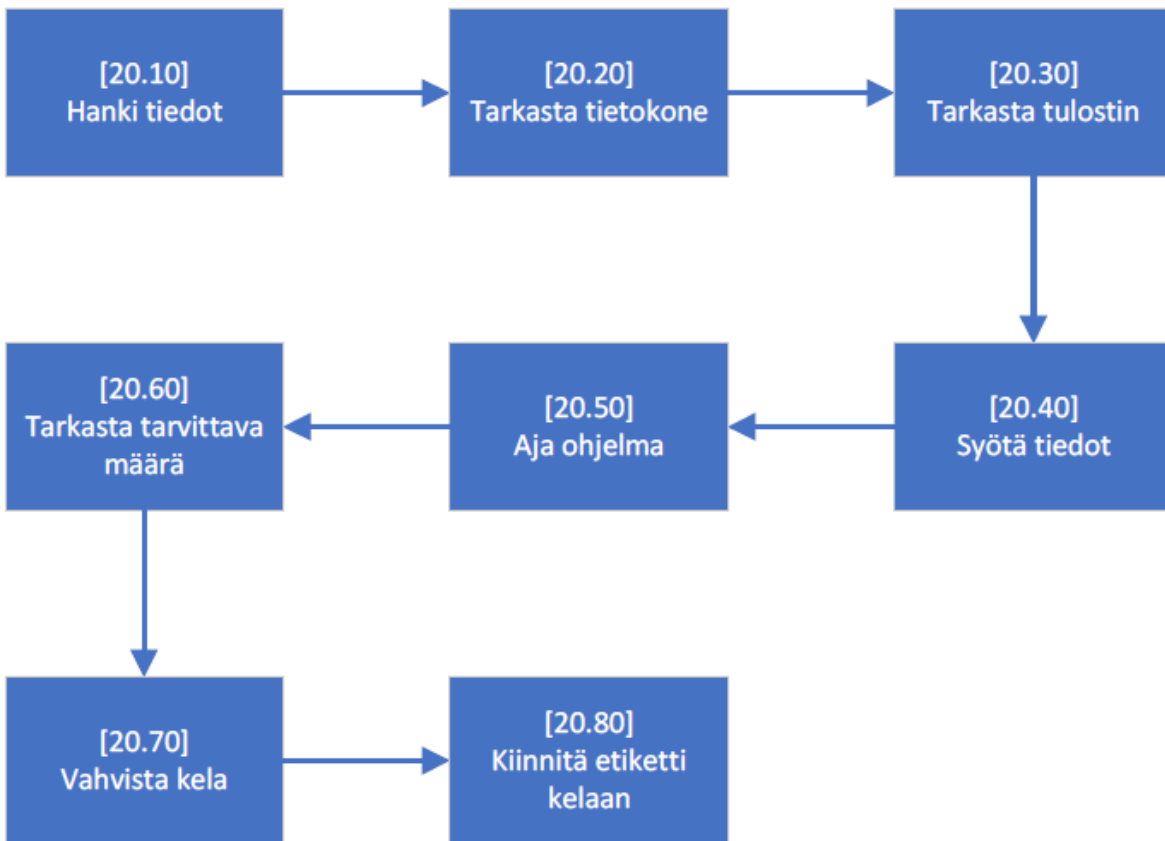 [20.10]
Hanki tiedot
[20.20]
Tarkasta tietokone
[20.30]
Tarkasta tulostin
[20.40]
Syötä tiedot
[20.50]
Aja ohjelma
[20.60]
Tarkasta tarvittava
määrä
[20.70]
Vahvista kela
[20.80]
Kiinnitä etiketti
kelaan